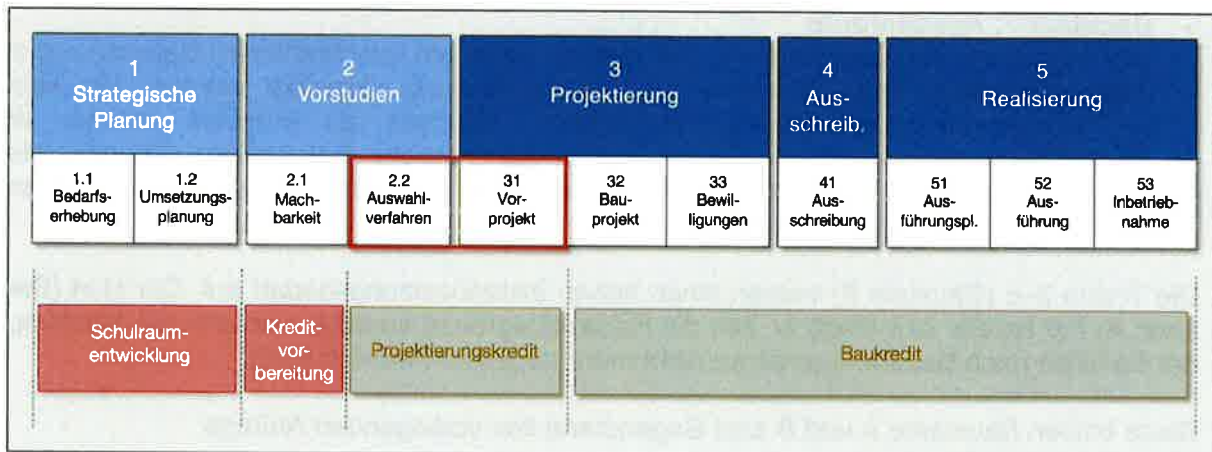 1
Strategische
Planung
2
Vorstudien
3
Projektierung
4
Aus-
schreib.
5
Realisierung
1.1
Bedarfs-
erhebung
1.2
Umsetzungs-
planung
2.1
Mach-
barkeit
2.2
Auswahl-
verfahren
31
Vor-
projekt
32
Bau-
projekt
33
Bewil-
ligungen
41
Aus-
schreibung
51
Aus-
führungspl.
52
Aus-
führung
53
Inbetrieb-
nahme
Schulraum-
entwicklung
Kredit-
vor-
bereitung
Projektierungskredit
Baukredit